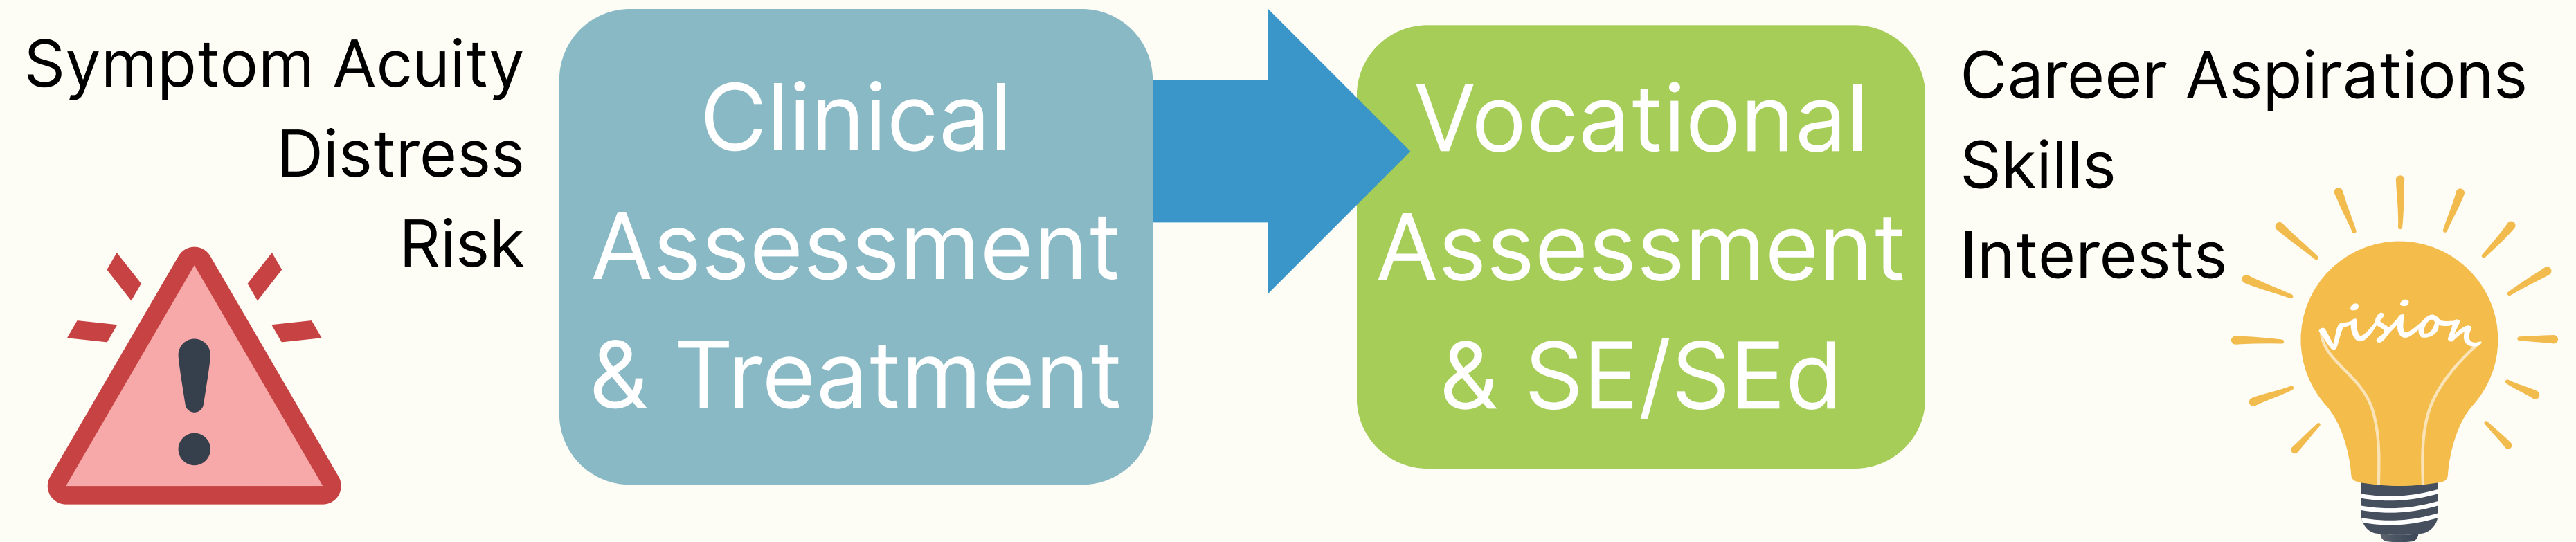 Symptom Acuity
Distress
Risk
Clinical
Assessment
& Treatment
Vocational
Assessment
& SE/SEd
Career Aspirations
Skills
Interests
vision